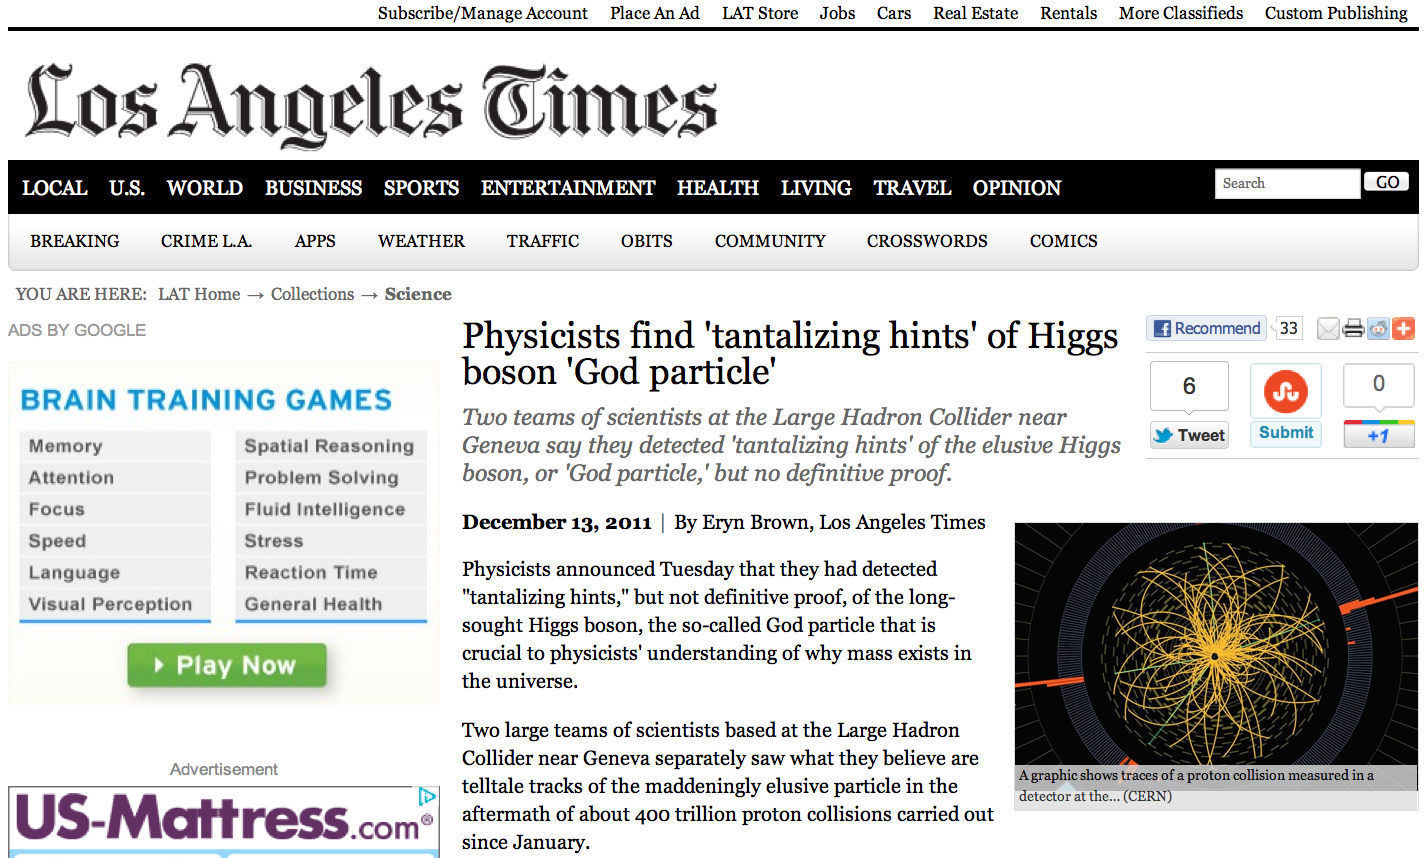 Subscribe/Manage Account Place An Ad LAT Store Jobs Cars Real Estate Rentals More Classifieds Custom Publishing
Los Angeles Times
LOCAL U.S. WORLD BUSINESS SPORTS ENTERTAINMENT HEALTH LIVING TRAVEL OPINION
Search GO
BREAKING CRIME L.A. APPS WEATHER TRAFFIC OBITS COMMUNITY CROSSWORDS COMICS
YOU ARE HERE: LAT Home → Collections → Science
ADS BY GOOGLE
BRAIN TRAINING GAMES
Memory
Attention
Focus
Speed
Language
Visual Perception
Spatial Reasoning
Problem Solving
Fluid Intelligence
Stress
Reaction Time
General Health
Play Now
Advertisement
US-Mattress.com®
Physicists find 'tantalizing hints' of Higgs
boson 'God particle'
Two teams of scientists at the Large Hadron Collider near
Geneva say they detected 'tantalizing hints' of the elusive Higgs
boson, or 'God particle,' but no definitive proof.
December 13, 2011 | By Eryn Brown, Los Angeles Times
Physicists announced Tuesday that they had detected
"tantalizing hints," but not definitive proof, of the long-
sought Higgs boson, the so-called God particle that is
crucial to physicists' understanding of why mass exists in
the universe.
Two large teams of scientists based at the Large Hadron
Collider near Geneva separately saw what they believe are
telltale tracks of the maddeningly elusive particle in the
aftermath of about 400 trillion proton collisions carried out
since January.
Recommend 33
6
Tweet
Submit
0
+1
A graphic shows traces of a proton collision measured in a
detector at the... (CERN)